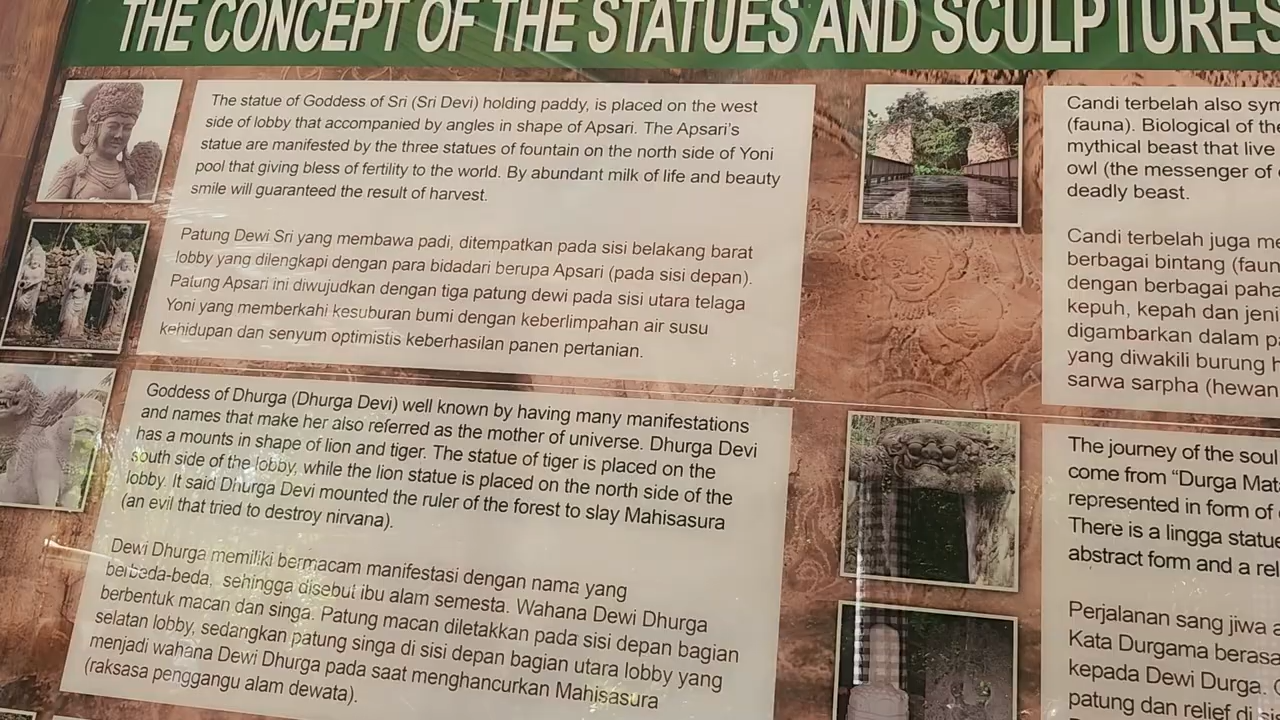 THE CONCEPT OF THE STATUES AND SCULPTURES
The statue of Goddess of Sri (Sri Devi) holding paddy, is placed on the west
side of lobby that accompanied by angles in shape of Apsari. The Apsari's
statue are manifested by the three statues of fountain on the north side of Yoni
pool that giving bless of fertility to the world. By abundant milk of life and beauty
smile will guaranteed the result of harvest.
Patung Dewi Sri yang membawa padi, ditempatkan pada sisi belakang barat
lobby yang dilengkapi dengan para bidadari berupa Apsari (pada sisi depan).
Patung Apsari ini diwujudkan dengan tiga patung dewi pada sisi utara telaga
Yoni yang memberkahi kesuburan bumi dengan keberlimpahan air susu
kehidupan dan senyum optimistis keberhasilan panen pertanian.
Goddess of Dhurga (Dhurga Devi) well known by having many manifestations
and names that make her also referred as the mother of universe. Dhurga Devi
has a mounts in shape of lion and tiger. The statue of tiger is placed on the
south side of the lobby, while the lion statue is placed on the north side of the
lobby. It said Dhurga Devi mounted the ruler of the forest to slay Mahisasura
(an evil that tried to destroy nirvana).
Dewi Dhurga memiliki bermacam manifestasi dengan nama yang
berbeda-beda, sehingga disebut ibu alam semesta. Wahana Dewi Dhurga
berbentuk macan dan singa. Patung macan diletakkan pada sisi depan bagian
selatan lobby, sedangkan patung singa di sisi depan bagian utara lobby yang
menjadi wahana Dewi Dhurga pada saat menghancurkan Mahisasura
(raksasa penggangu alam dewata).
Candi terbelah also sym
(fauna). Biological of the
mythical beast that live
owl (the messenger of
deadly beast.
Candi terbelah juga me
berbagai bintang (faun
dengan berbagai paha
kepuh, kepah dan jeni
digambarkan dalam pa
yang diwakili burung h
sarwa sarpha (hewan
The journey of the soul
come from "Durga Mat
represented in form of
There is a lingga statue
abstract form and a rel
Perjalanan sang jiwa a
Kata Durgama berasa
kepada Dewi Durga.
patung dan relief di